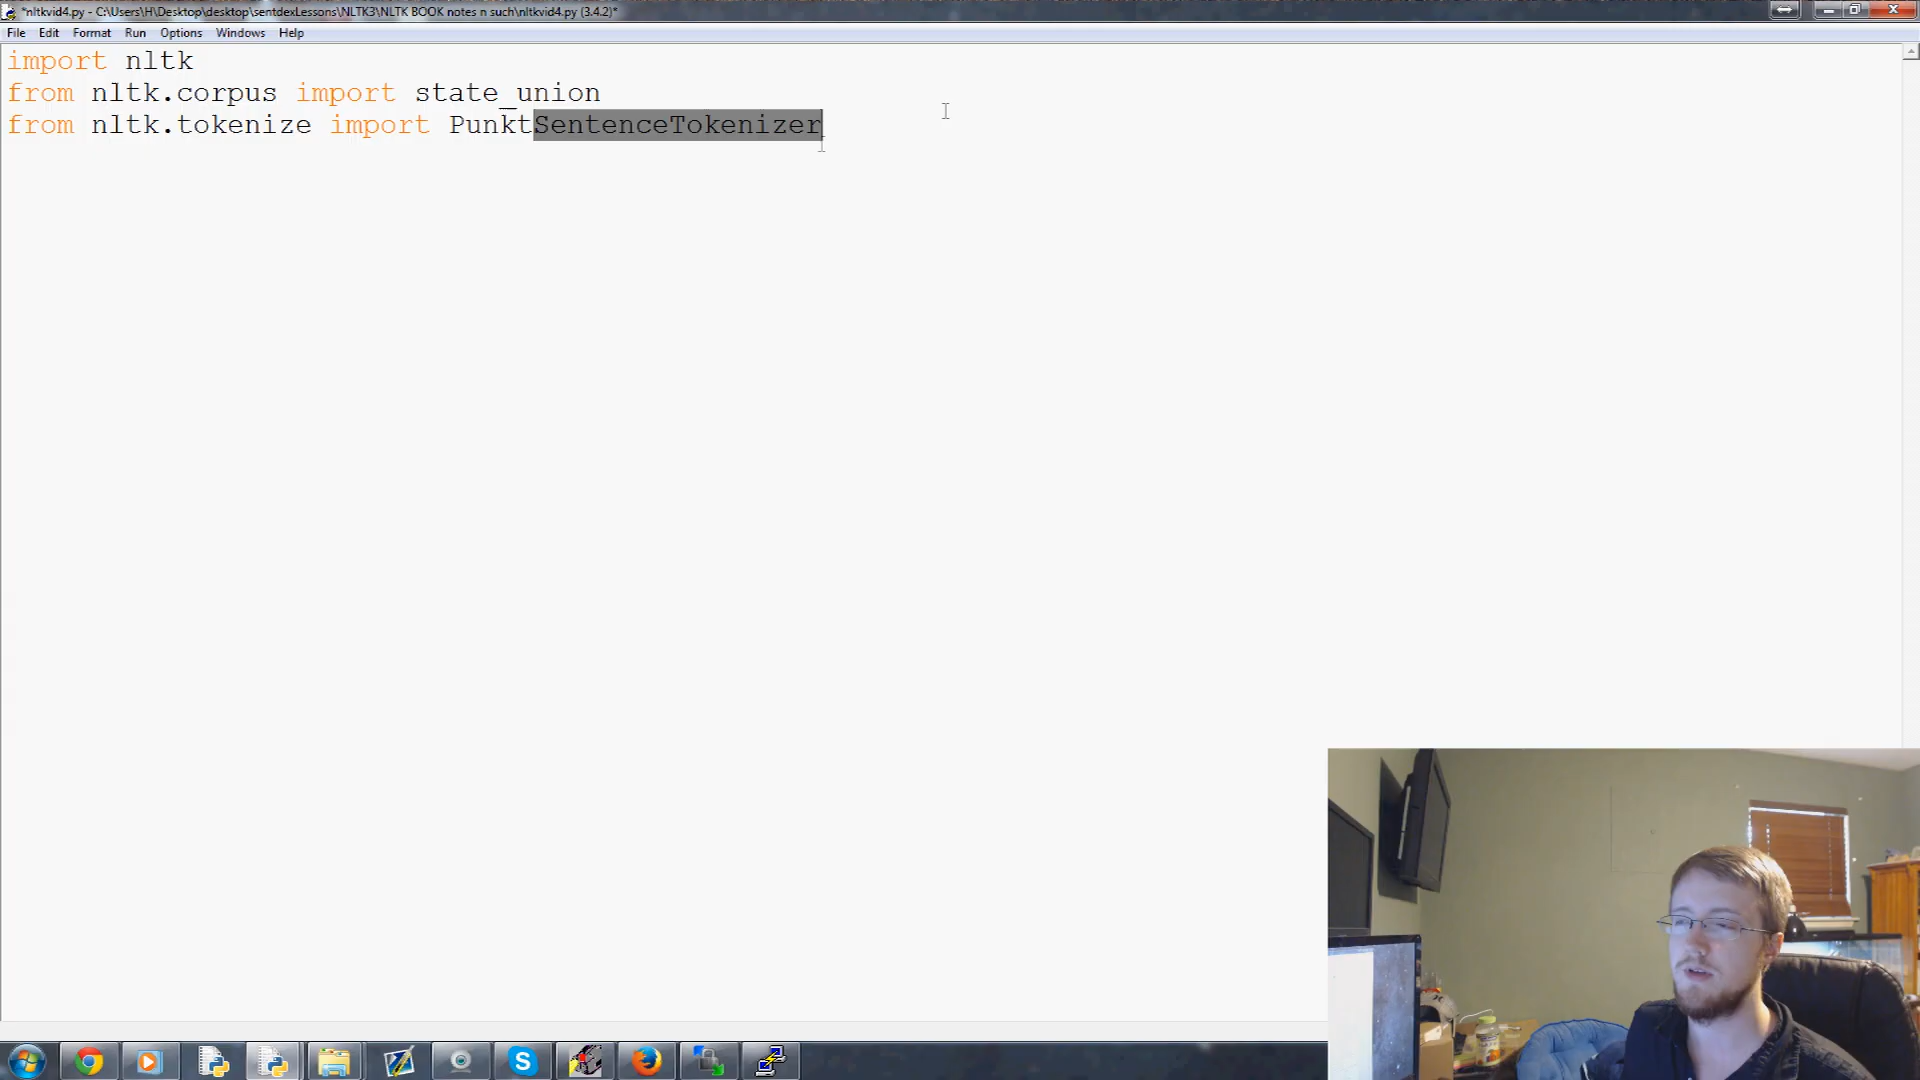 *nltkvid4.py - C:\Users\H\Desktop\desktop\sentdexLessons\NLTK3\NLTK BOOK notes n such\nltkvid4.py (3.4.2)*
File Edit Format Run Options Windows Help
import nltk
from nltk.corpus import state_union
from nltk.tokenize import PunktSentenceTokenizer